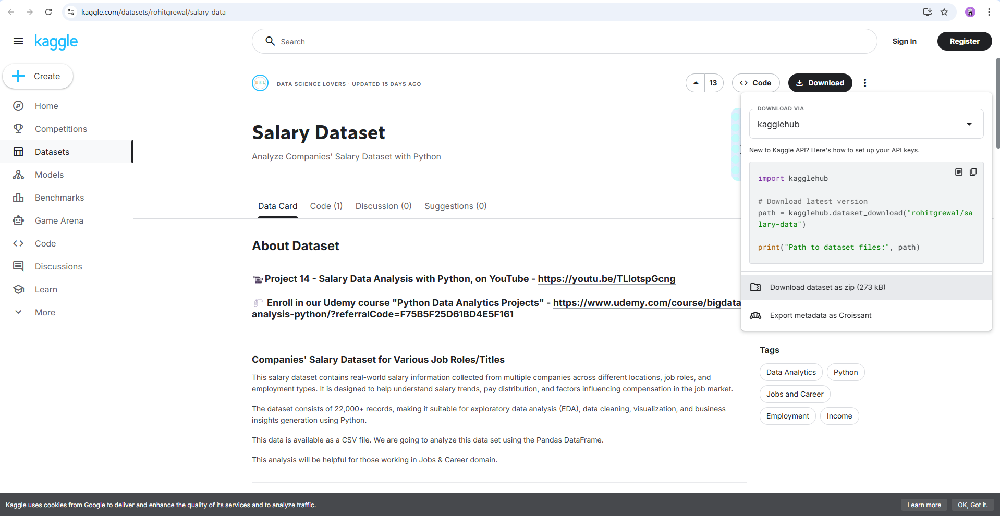 kaggle.com/datasets/rohitgrewal/salary-data
kaggle
Search
Sign In
Register
Create
Home
Competitions
Datasets
Models
Benchmarks
Game Arena
Code
Discussions
Learn
More
DSL
DATA SCIENCE LOVERS · UPDATED 15 DAYS AGO
13
Code
Download
Salary Dataset
Analyze Companies' Salary Dataset with Python
DOWNLOAD VIA
kagglehub
New to Kaggle API? Here's how to set up your API keys.
import kagglehub
# Download latest version
path = kagglehub.dataset_download("rohitgrewal/sa
lary-data")
print("Path to dataset files:", path)
Download dataset as zip (273 kB)
Export metadata as Croissant
Data Card
Code (1)
Discussion (0)
Suggestions (0)
About Dataset
Project 14 - Salary Data Analysis with Python, on YouTube - https://youtu.be/TLlotspGcng
Enroll in our Udemy course "Python Data Analytics Projects" - https://www.udemy.com/course/bigdata
analysis-python/?referralCode=F75B5F25D61BD4E5F161
Companies' Salary Dataset for Various Job Roles/Titles
This salary dataset contains real-world salary information collected from multiple companies across different locations, job roles, and
employment types. It is designed to help understand salary trends, pay distribution, and factors influencing compensation in the job market.
The dataset consists of 22,000+ records, making it suitable for exploratory data analysis (EDA), data cleaning, visualization, and business
insights generation using Python.
This data is available as a CSV file. We are going to analyze this data set using the Pandas DataFrame.
This analysis will be helpful for those working in Jobs & Career domain.
Tags
Data Analytics
Python
Jobs and Career
Employment
Income
Kaggle uses cookies from Google to deliver and enhance the quality of its services and to analyze traffic.
Learn more
OK, Got it.